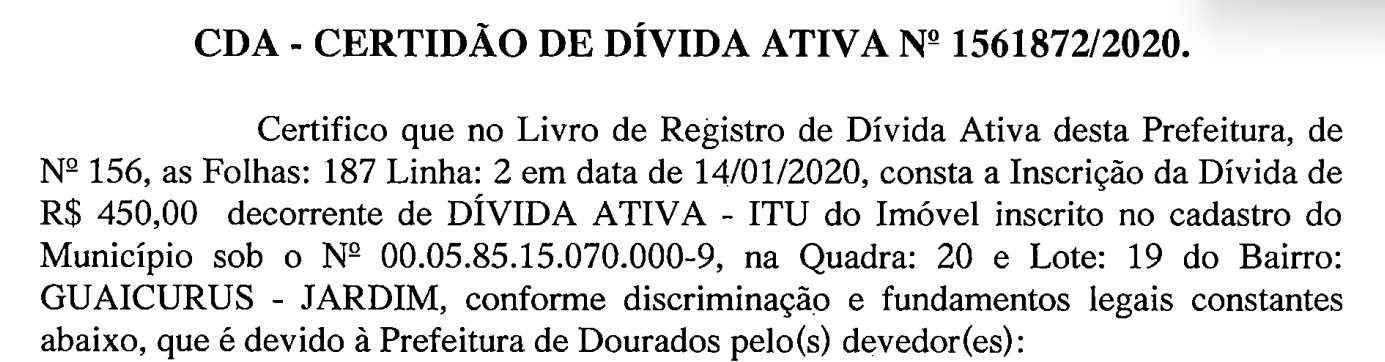 CDA - CERTIDÃO DE DÍVIDA ATIVA Nº 1561872/2020.
Certifico que no Livro de Registro de Dívida Ativa desta Prefeitura, de
Nº 156, as Folhas: 187 Linha: 2 em data de 14/01/2020, consta a Inscrição da Dívida de
R$ 450,00 decorrente de DÍVIDA ATIVA - ITU do Imóvel inscrito no cadastro do
Município sob o Nº 00.05.85.15.070.000-9, na Quadra: 20 e Lote: 19 do Bairro:
GUAICURUS - JARDIM, conforme discriminação e fundamentos legais constantes
abaixo, que é devido à Prefeitura de Dourados pelo(s) devedor(es):